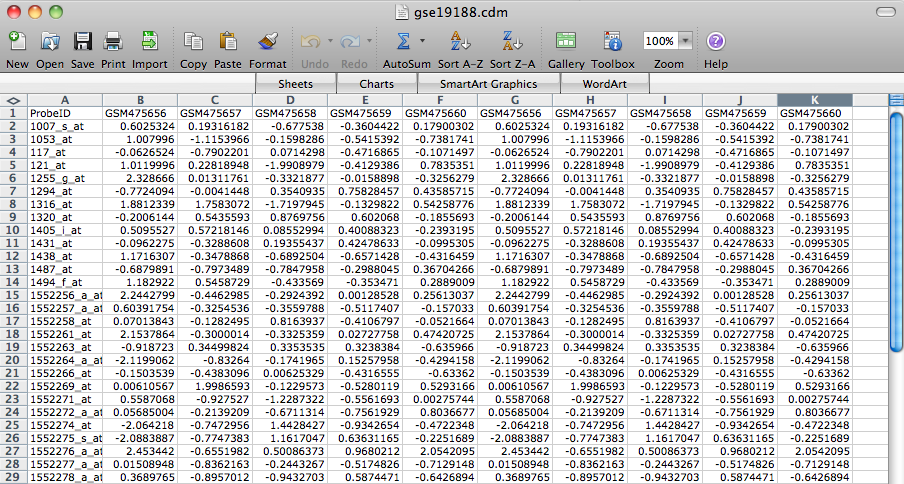 gse19188.cdm
New Open Save Print Import Copy Paste Format Undo Redo AutoSum Sort A-Z Sort Z-A Gallery Toolbox 100% Zoom Help
Sheets Charts SmartArt Graphics WordArt
A B C D E F G H I J K
1 ProbeID GSM475656 GSM475657 GSM475658 GSM475659 GSM475660 GSM475656 GSM475657 GSM475658 GSM475659 GSM475660
2 1007_s_at 0.6025324 0.19316182 -0.677538 -0.3604422 0.17900302 0.6025324 0.19316182 -0.677538 -0.3604422 0.17900302
3 1053_at 1.007996 -1.1153966 -0.1598286 -0.5415392 -0.7381741 1.007996 -1.1153966 -0.1598286 -0.5415392 -0.7381741
4 117_at -0.0626524 -0.7902201 0.0714298 -0.4716865 -0.1071497 -0.0626524 -0.7902201 0.0714298 -0.4716865 -0.1071497
5 121_at 1.0119996 0.22818948 -1.9908979 -0.4129386 0.7835351 1.0119996 0.22818948 -1.9908979 -0.4129386 0.7835351
6 1255_g_at 2.328666 0.01311761 -0.3321877 -0.0158898 -0.3256279 2.328666 0.01311761 -0.3321877 -0.0158898 -0.3256279
7 1294_at -0.7724094 -0.0041448 0.3540935 0.75828457 0.43585715 -0.7724094 -0.0041448 0.3540935 0.75828457 0.43585715
8 1316_at 1.8812339 1.7583072 -1.7197945 -0.1329822 0.54258776 1.8812339 1.7583072 -1.7197945 -0.1329822 0.54258776
9 1320_at -0.2006144 0.5435593 0.8769756 0.602068 -0.1855693 -0.2006144 0.5435593 0.8769756 0.602068 -0.1855693
10 1405_i_at 0.5095527 0.57218146 0.08552994 0.40088323 -0.2393195 0.5095527 0.57218146 0.08552994 0.40088323 -0.2393195
11 1431_at -0.0962275 -0.3288608 0.19355437 0.42478633 -0.0995305 -0.0962275 -0.3288608 0.19355437 0.42478633 -0.0995305
12 1438_at 1.1716307 -0.3478868 -0.6892504 -0.6571428 -0.4316459 1.1716307 -0.3478868 -0.6892504 -0.6571428 -0.4316459
13 1487_at -0.6879891 -0.7973489 -0.7847958 -0.2988045 0.36704266 -0.6879891 -0.7973489 -0.7847958 -0.2988045 0.36704266
14 1494_f_at 1.182922 0.5458729 -0.433569 -0.353471 0.2889009 1.182922 0.5458729 -0.433569 -0.353471 0.2889009
15 1552256_a_at 2.2442799 -0.4462985 -0.2924392 0.00128528 0.25613037 2.2442799 -0.4462985 -0.2924392 0.00128528 0.25613037
16 1552257_a_at 0.60391754 -0.3254536 -0.3559788 -0.5117407 -0.157033 0.60391754 -0.3254536 -0.3559788 -0.5117407 -0.157033
17 1552258_at 0.07013843 -0.1282495 0.8163937 -0.4106797 -0.0521664 0.07013843 -0.1282495 0.8163937 -0.4106797 -0.0521664
18 1552261_at 2.1537864 -0.3000014 -0.3325359 0.02727758 0.47420725 2.1537864 -0.3000014 -0.3325359 0.02727758 0.47420725
19 1552263_at -0.918723 0.34499824 0.3353535 0.3238384 -0.635966 -0.918723 0.34499824 0.3353535 0.3238384 -0.635966
20 1552264_a_at -2.1199062 -0.83264 -0.1741965 0.15257958 -0.4294158 -2.1199062 -0.83264 -0.1741965 0.15257958 -0.4294158
21 1552266_at -0.1503539 -0.4383096 0.00625329 -0.4316555 -0.63362 -0.1503539 -0.4383096 0.00625329 -0.4316555 -0.63362
22 1552269_at 0.00610567 1.9986593 -0.1229573 -0.5280119 0.5293166 0.00610567 1.9986593 -0.1229573 -0.5280119 0.5293166
23 1552271_at 0.5587068 -0.927527 -1.2287322 -0.5561693 0.00275744 0.5587068 -0.927527 -1.2287322 -0.5561693 0.00275744
24 1552272_a_at 0.05685004 -0.2139209 -0.6711314 -0.7561929 0.8036677 0.05685004 -0.2139209 -0.6711314 -0.7561929 0.8036677
25 1552274_at -2.064218 -0.7472956 1.4428427 -0.9342654 -0.4722348 -2.064218 -0.7472956 1.4428427 -0.9342654 -0.4722348
26 1552275_s_at -2.0883887 -0.7747383 1.1617047 0.63631165 -0.2251689 -2.0883887 -0.7747383 1.1617047 0.63631165 -0.2251689
27 1552276_a_at 2.453442 -0.6551982 0.50086373 0.9680212 2.0542095 2.453442 -0.6551982 0.50086373 0.9680212 2.0542095
28 1552277_a_at 0.01508948 -0.8362163 -0.2443267 -0.5174826 -0.7129148 0.01508948 -0.8362163 -0.2443267 -0.5174826 -0.7129148
29 1552278_a_at 0.3689765 -0.8957012 -0.9432703 0.5874471 -0.6426894 0.3689765 -0.8957012 -0.9432703 0.5874471 -0.6426894